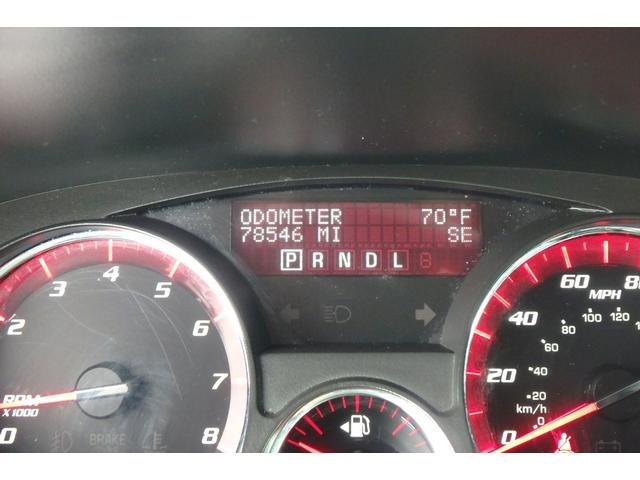 ODOMETER 70°F
78546 MI SE
P R N D L 8
2 3 4 5 6 7 8
RPM
X1000
0
BRAKE
0 20 40 60 80
MPH
0 20 40 60 80 100 120
km/h